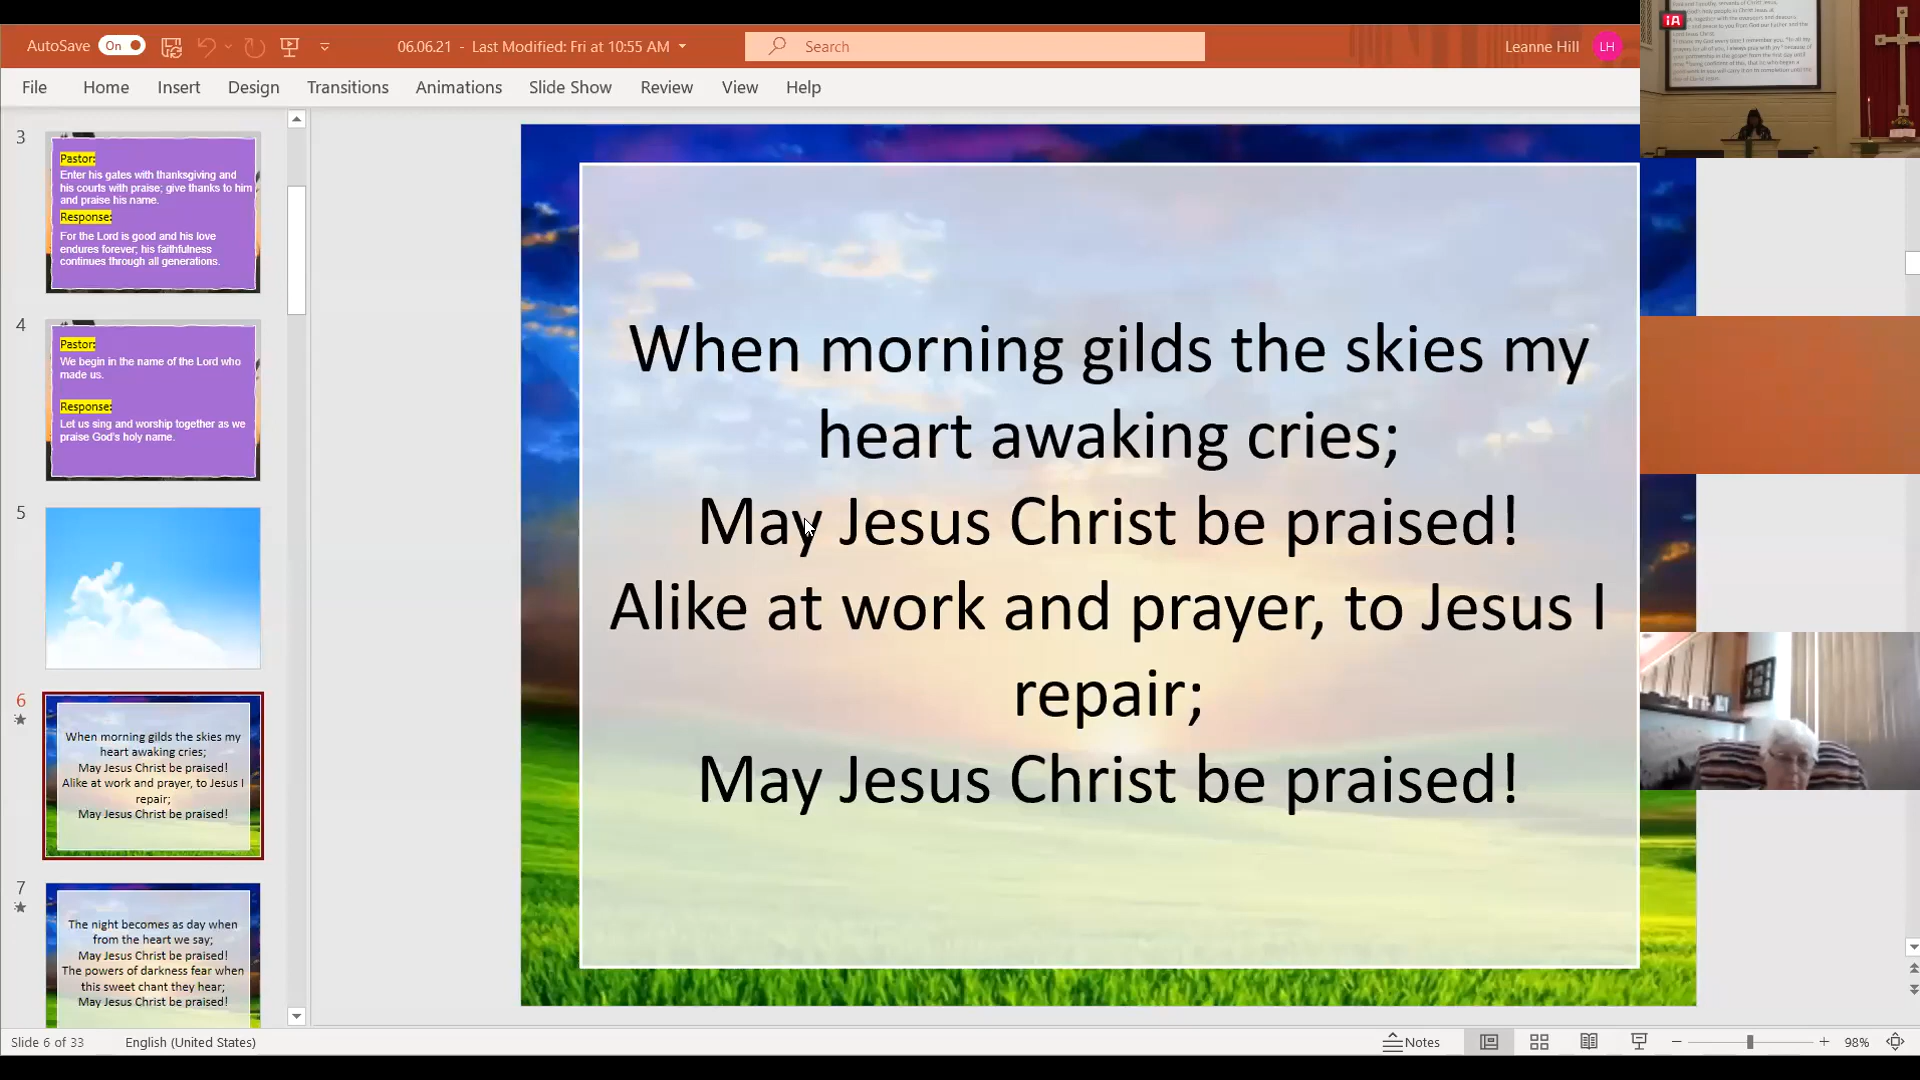 AutoSave On
06.06.21 - Last Modified: Fri at 10:55 AM
Search
Leanne Hill LH
File Home Insert Design Transitions Animations Slide Show Review View Help
3
Pastor:
Enter his gates with thanksgiving and
his courts with praise; give thanks to him
and praise his name.
Response:
For the Lord is good and his love
endures forever; his faithfulness
continues through all generations.
4
Pastor:
We begin in the name of the Lord who
made us.
Response:
Let us sing and worship together as we
praise God's holy name.
5
6
When morning gilds the skies my
heart awaking cries;
May Jesus Christ be praised!
Alike at work and prayer, to Jesus I
repair;
May Jesus Christ be praised!
7
The night becomes as day when
from the heart we say;
May Jesus Christ be praised!
The powers of darkness fear when
this sweet chant they hear;
May Jesus Christ be praised!
When morning gilds the skies my
heart awaking cries;
May Jesus Christ be praised!
Alike at work and prayer, to Jesus I
repair;
May Jesus Christ be praised!
Slide 6 of 33
English (United States)
Notes
98%